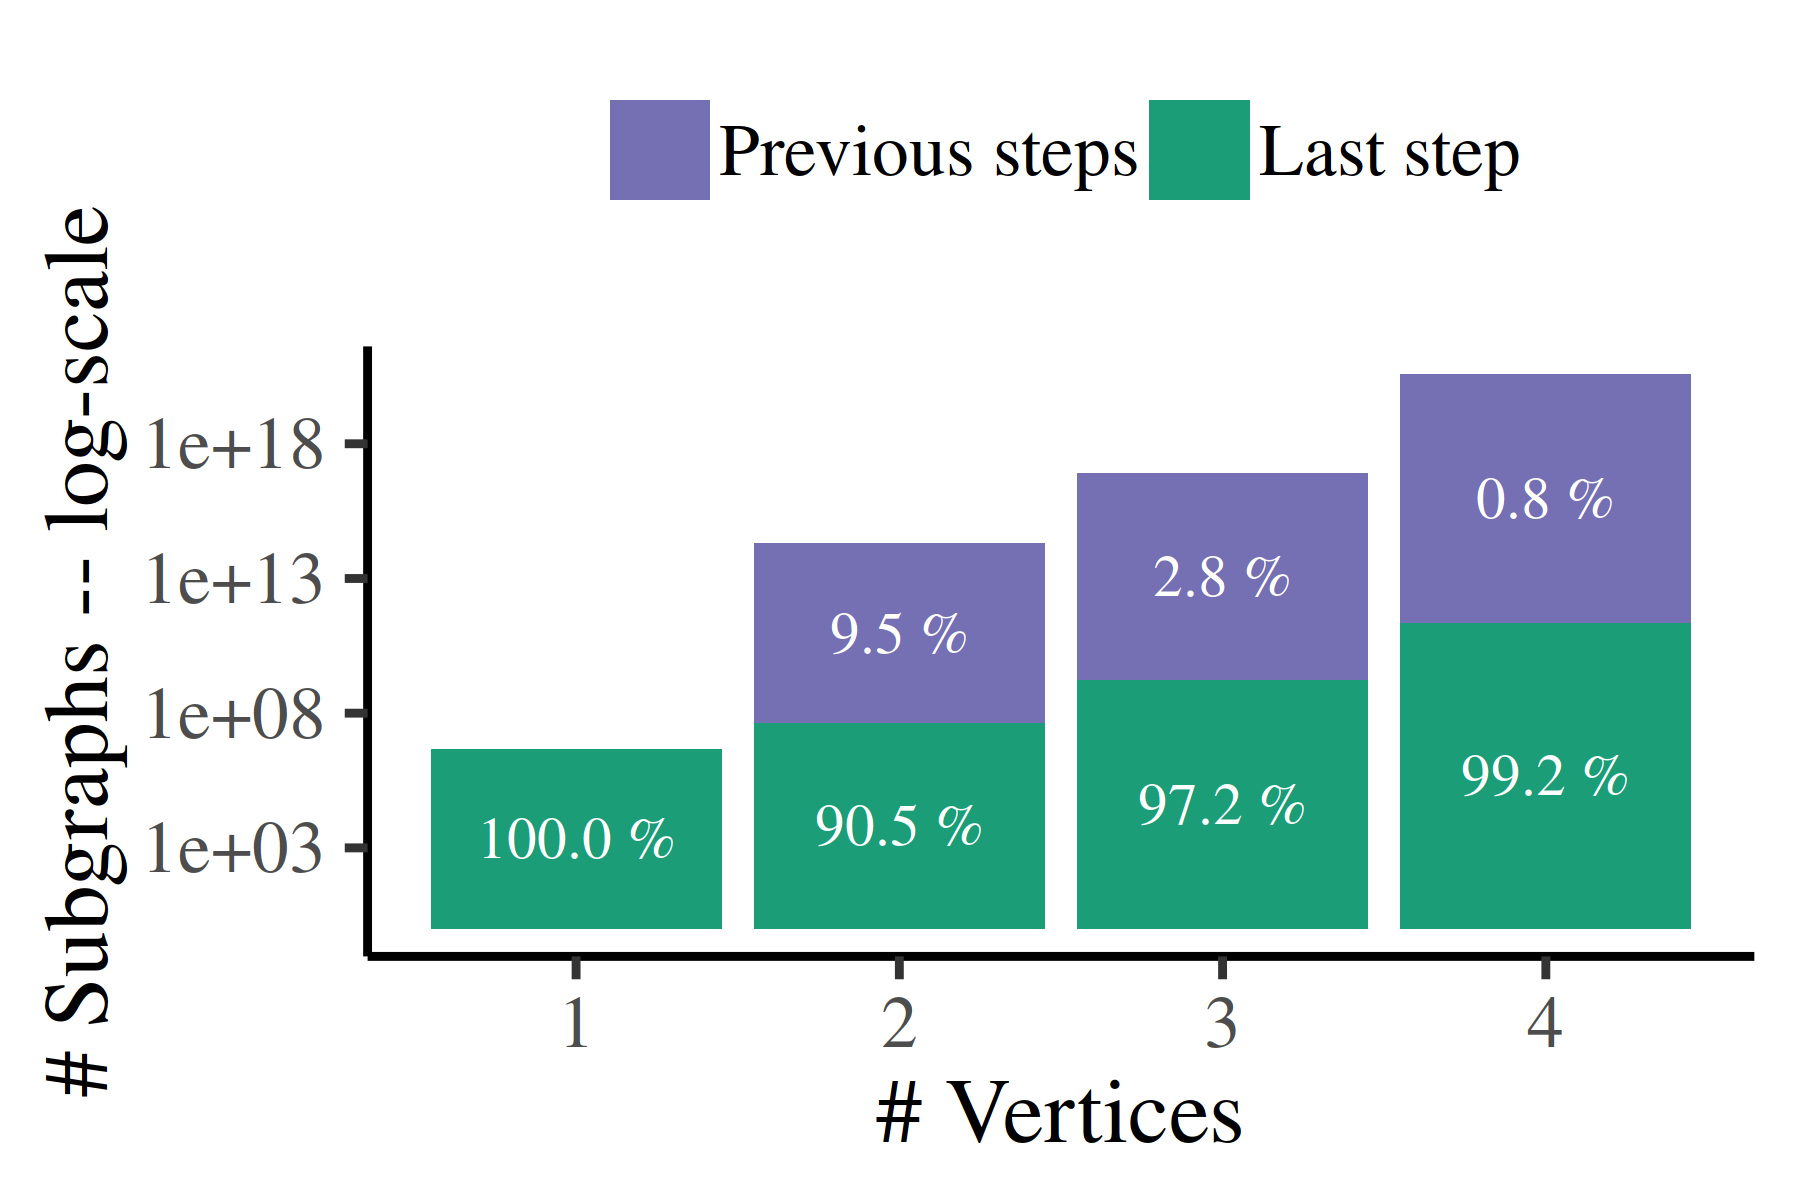 Previous steps Last step
# Subgraphs -- log-scale
1e+18
1e+13
1e+08
1e+03
0.8 %
2.8 %
9.5 %
99.2 %
97.2 %
90.5 %
100.0 %
1 2 3 4
# Vertices